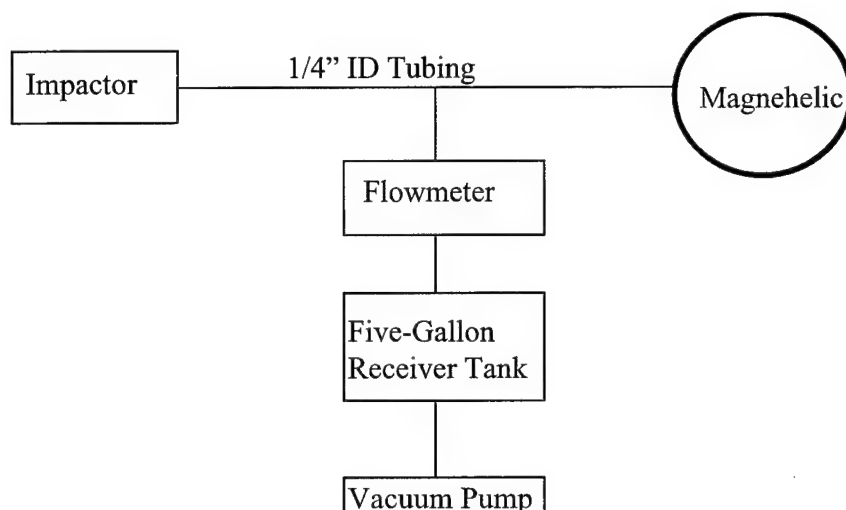 1/4” ID Tubing
Impactor
Magnehelic
Flowmeter
Five-Gallon
Receiver Tank
Vacuum Pump